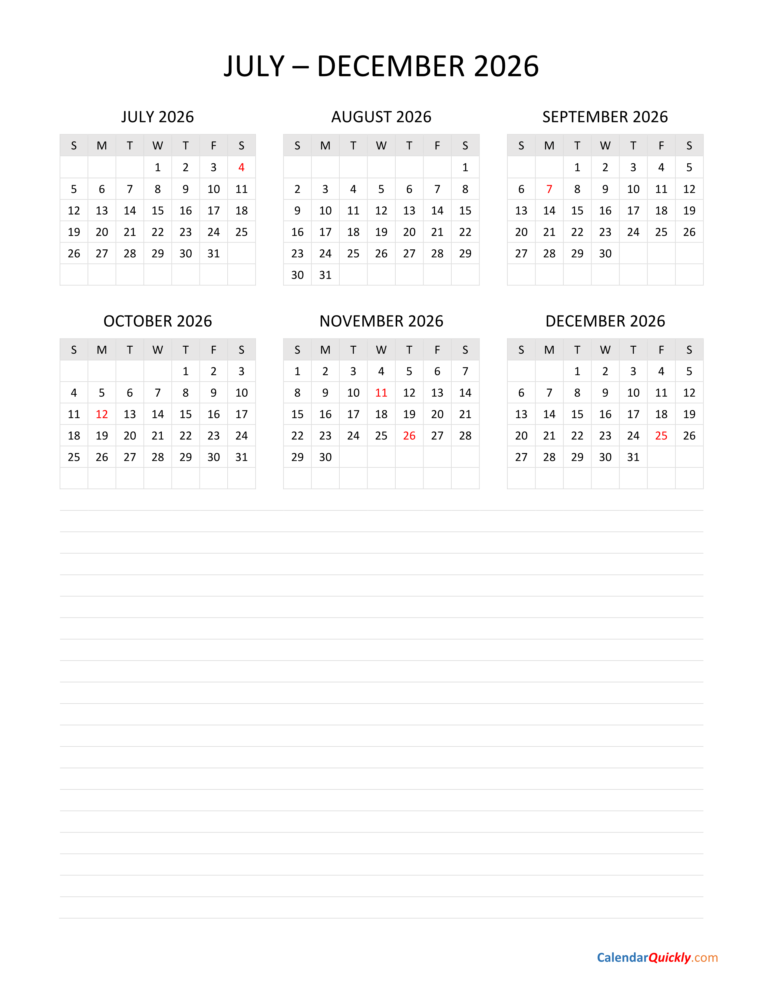 JULY – DECEMBER 2026
JULY 2026
S M T W T F S
1 2 3 4
5 6 7 8 9 10 11
12 13 14 15 16 17 18
19 20 21 22 23 24 25
26 27 28 29 30 31
AUGUST 2026
S M T W T F S
1
2 3 4 5 6 7 8
9 10 11 12 13 14 15
16 17 18 19 20 21 22
23 24 25 26 27 28 29
30 31
SEPTEMBER 2026
S M T W T F S
1 2 3 4 5
6 7 8 9 10 11 12
13 14 15 16 17 18 19
20 21 22 23 24 25 26
27 28 29 30
OCTOBER 2026
S M T W T F S
1 2 3
4 5 6 7 8 9 10
11 12 13 14 15 16 17
18 19 20 21 22 23 24
25 26 27 28 29 30 31
NOVEMBER 2026
S M T W T F S
1 2 3 4 5 6 7
8 9 10 11 12 13 14
15 16 17 18 19 20 21
22 23 24 25 26 27 28
29 30
DECEMBER 2026
S M T W T F S
1 2 3 4 5
6 7 8 9 10 11 12
13 14 15 16 17 18 19
20 21 22 23 24 25 26
27 28 29 30 31
CalendarQuickly.com